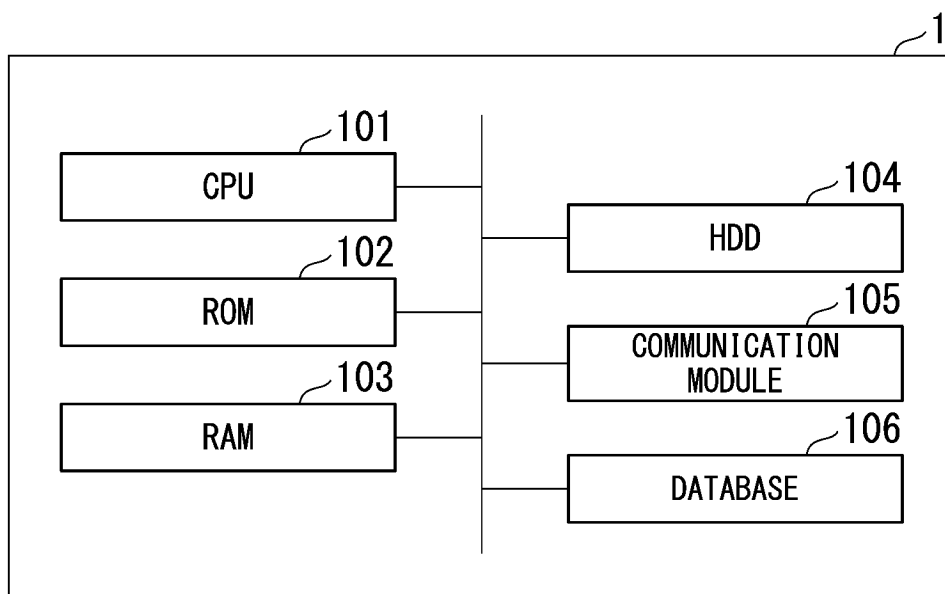 1
101
CPU
102
ROM
103
RAM
104
HDD
105
COMMUNICATION
MODULE
106
DATABASE